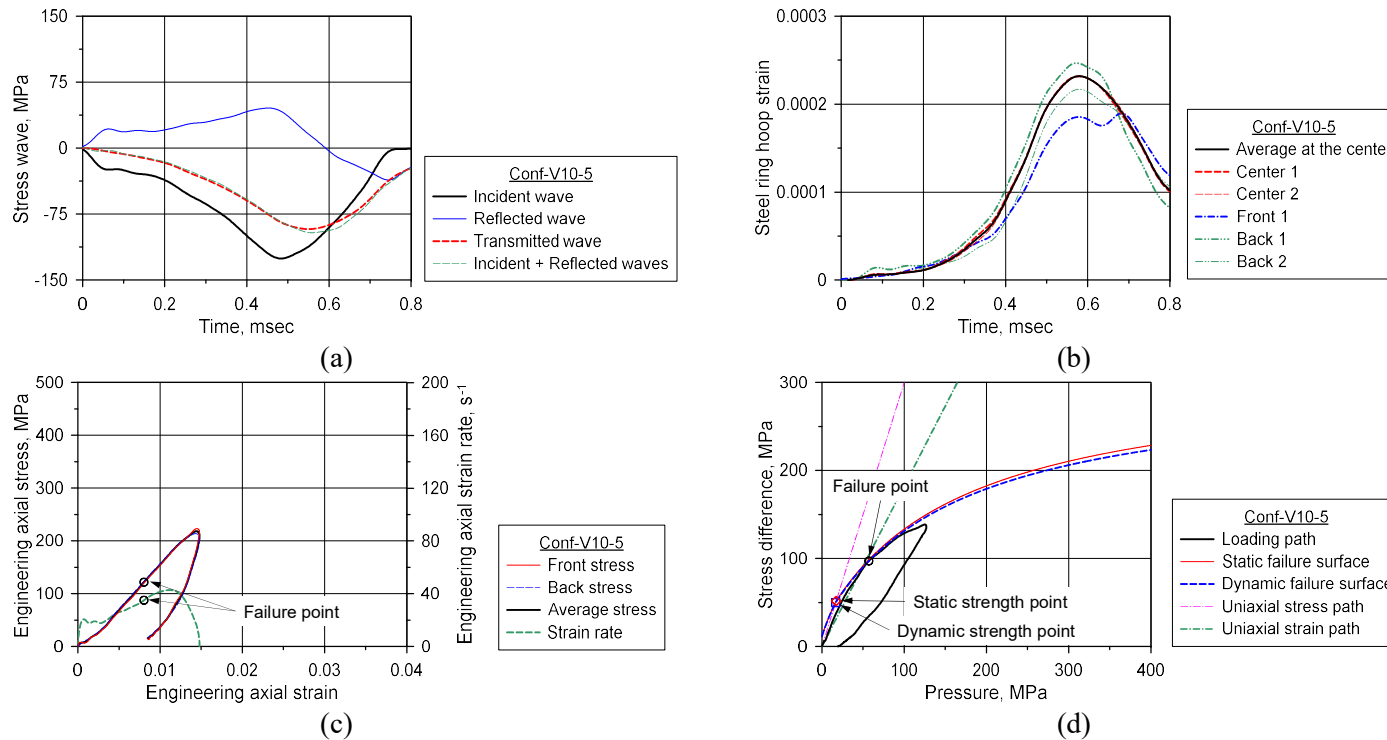 150
75
0
-75
-150
Stress wave, MPa
0
0.2
0.4
0.6
0.8
Time, msec
Conf-V10-5
Incident wave
Reflected wave
Transmitted wave
Incident + Reflected waves
(a)
0.0003
0.0002
0.0001
0
Steel ring hoop strain
0
0.2
0.4
0.6
0.8
Time, msec
Conf-V10-5
Average at the center
Center 1
Center 2
Front 1
Back 1
Back 2
(b)
500
400
300
200
100
0
Engineering axial stress, MPa
200
160
120
80
40
0
Engineering axial strain rate, s⁻¹
Failure point
0
0.01
0.02
0.03
0.04
Engineering axial strain
Conf-V10-5
Front stress
Back stress
Average stress
Strain rate
(c)
300
200
100
0
Stress difference, MPa
Failure point
Static strength point
Dynamic strength point
0
100
200
300
400
Pressure, MPa
Conf-V10-5
Loading path
Static failure surface
Dynamic failure surface
Uniaxial stress path
Uniaxial strain path
(d)